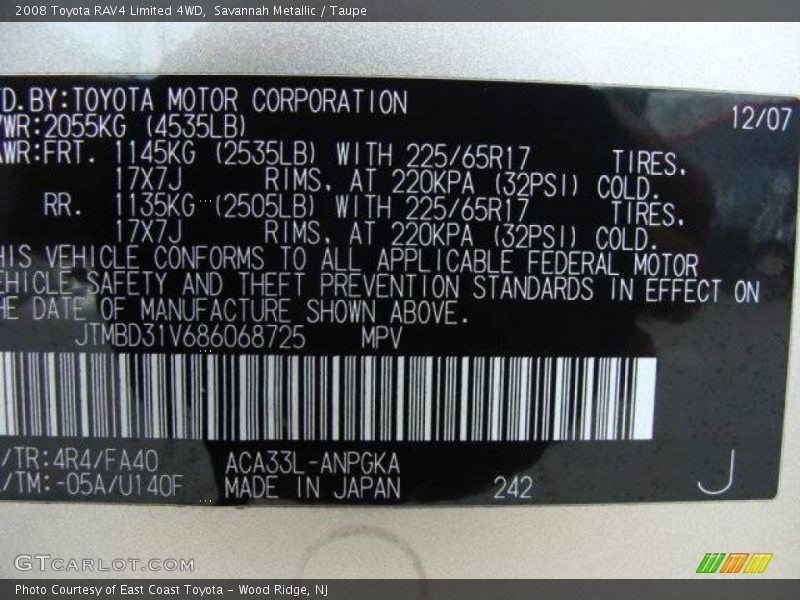 2008 Toyota RAV4 Limited 4WD, Savannah Metallic / Taupe
D.BY:TOYOTA MOTOR CORPORATION 12/07
WR:2055KG (4535LB)
WR:FRT. 1145KG (2535LB) WITH 225/65R17 TIRES.
17X7J RIMS. AT 220KPA (32PSI) COLD.
RR. 1135KG (2505LB) WITH 225/65R17 TIRES.
17X7J RIMS. AT 220KPA (32PSI) COLD.
HIS VEHICLE CONFORMS TO ALL APPLICABLE FEDERAL MOTOR
EHICLE SAFETY AND THEFT PREVENTION STANDARDS IN EFFECT ON
HE DATE OF MANUFACTURE SHOWN ABOVE.
JTMBD31V686068725 MPV
/TR:4R4/FA40 ACA33L-ANPGKA
/TM:-05A/U140F MADE IN JAPAN 242 J
GTCARLOT.COM
Photo Courtesy of East Coast Toyota - Wood Ridge, NJ